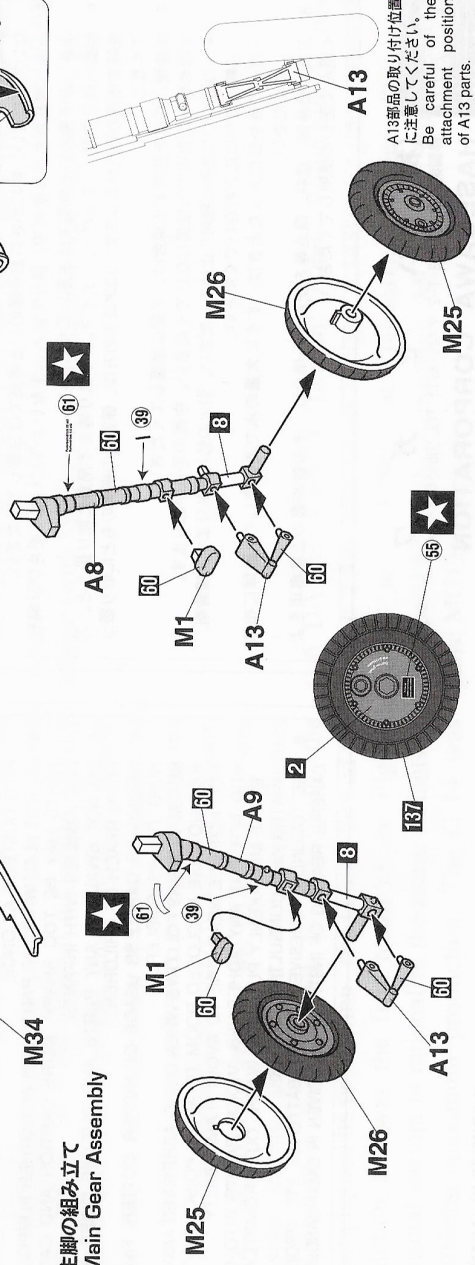 主脚の組み立て
Main Gear Assembly
M34
M25
M26
M1
60
61
39
60
A9
8
60
A13
2
137
55
A8
61
60
39
60
M1
8
A13
60
M26
M25
A13
A13部品の取り付け位置
に注意してください。
Be careful of the
attachment position
of A13 parts.